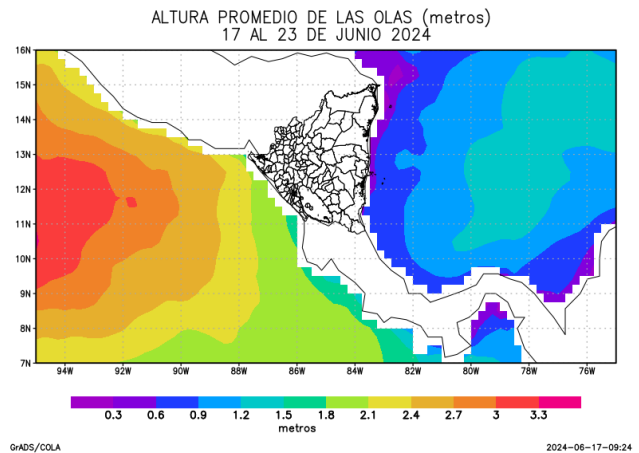 ALTURA PROMEDIO DE LAS OLAS (metros)
17 AL 23 DE JUNIO 2024
16N
15N
14N
13N
12N
11N
10N
9N
8N
7N
94W 92W 90W 88W 86W 84W 82W 80W 78W 76W
0.3 0.6 0.9 1.2 1.5 1.8 2.1 2.4 2.7 3 3.3
metros
GrADS/COLA 2024-06-17-09:24